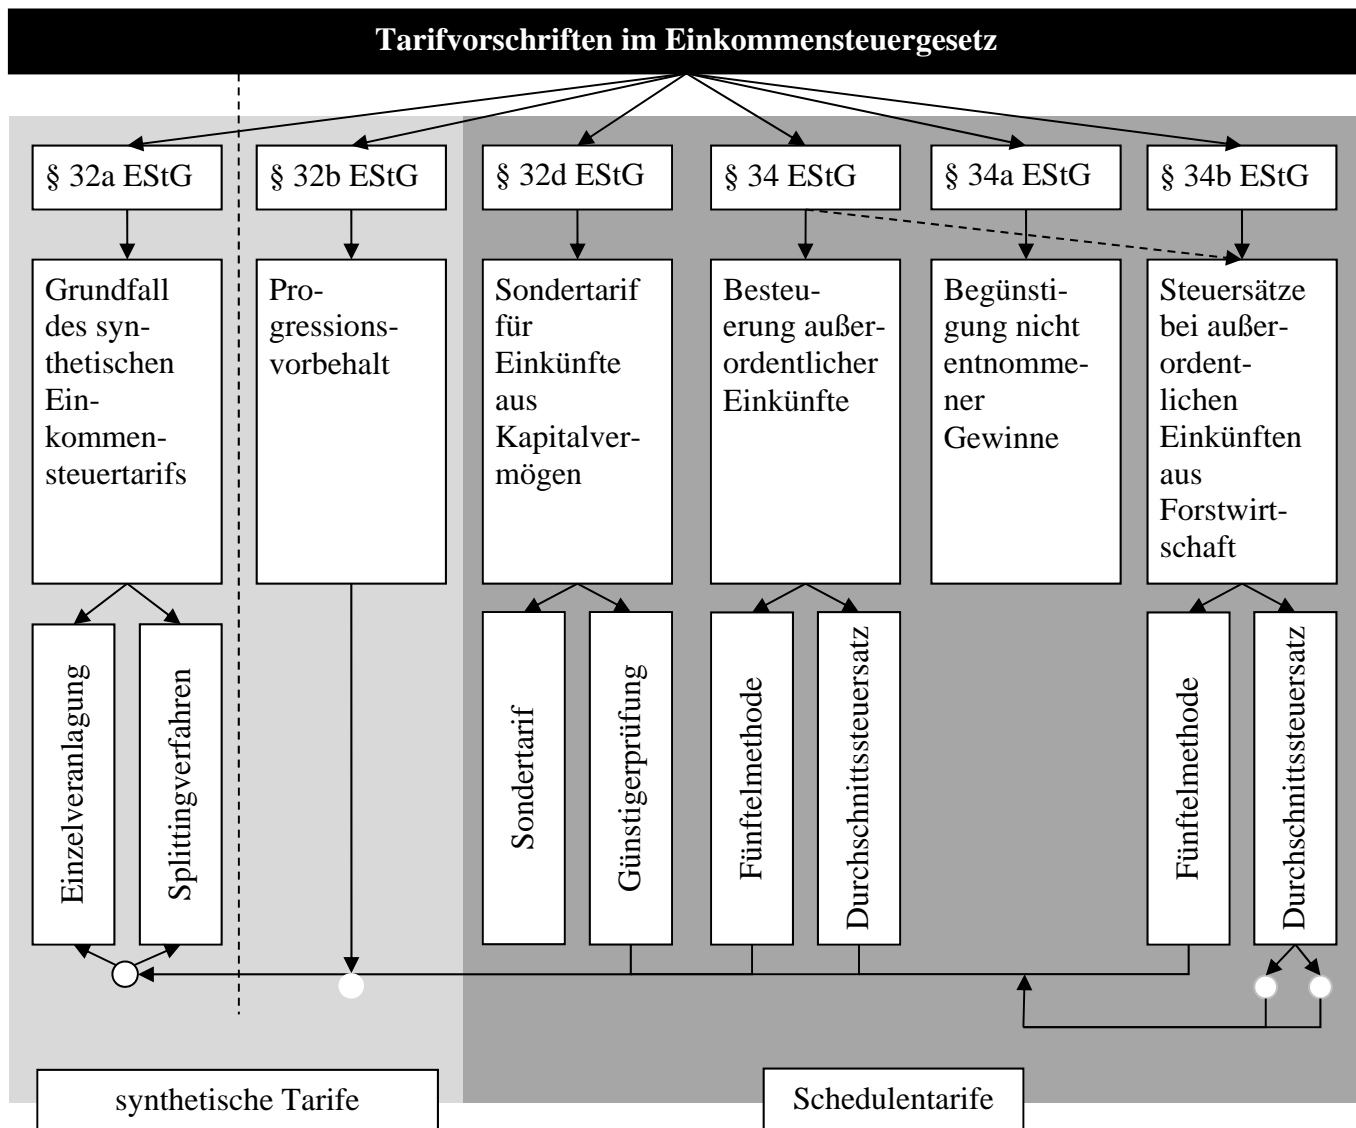 Tarifvorschriften im Einkommensteuergesetz
§ 32a EStG
§ 32b EStG
§ 32d EStG
§ 34 EStG
§ 34a EStG
§ 34b EStG
Grundfall
des syn-
thetischen
Ein-
kommen-
steuertarifs
Pro-
gressions-
vorbehalt
Sondertarif
für
Einkünfte
aus
Kapitalver-
mögen
Besteu-
erung außer-
ordentlicher
Einkünfte
Begünsti-
gung nicht
entnomme-
ner
Gewinne
Steuersätze
bei außer-
ordent-
lichen
Einkünften
aus
Forstwirt-
schaft
Einzelveranlagung
Splittingverfahren
Sondertarif
Günstigerprüfung
Fünftelmethode
Durchschnittssteuersatz
Fünftelmethode
Durchschnittssteuersatz
synthetische Tarife
Schedulentarife